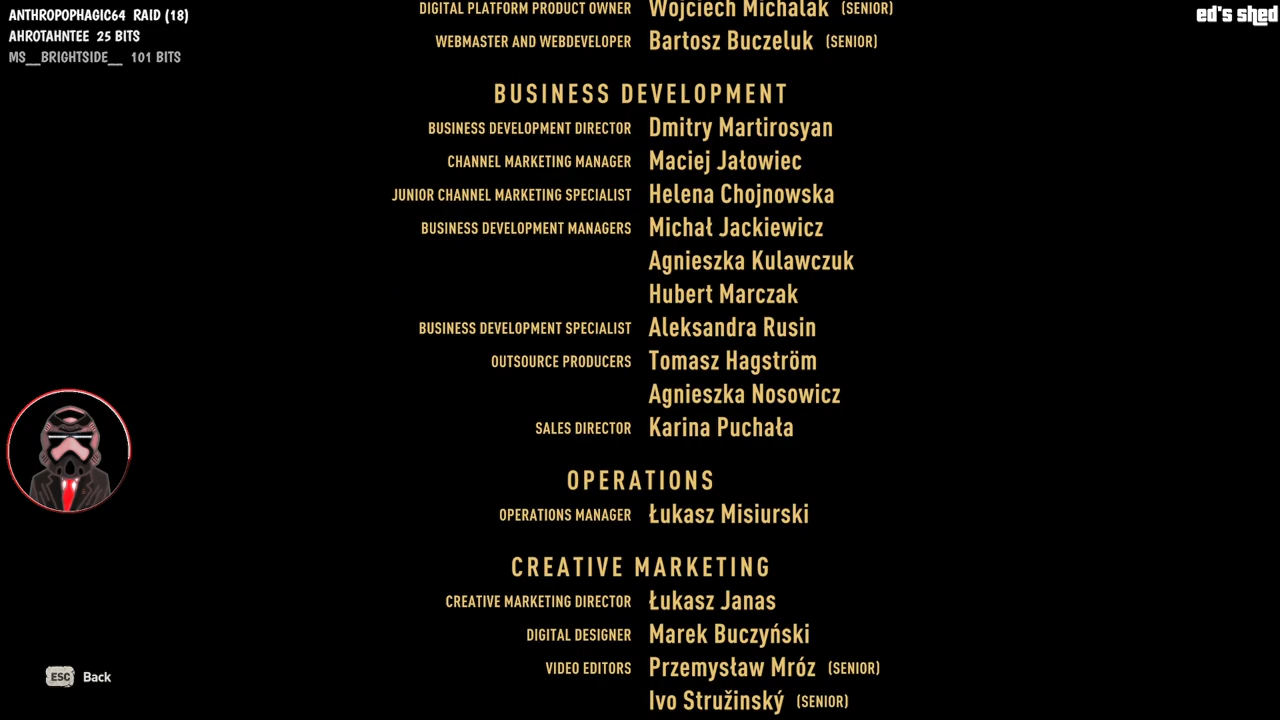 ANTHROPOPHAGIC64 RAID (18)
AHROTAHNTEE 25 BITS
MS__BRIGHTSIDE__ 101 BITS
ed's shed
DIGITAL PLATFORM PRODUCT OWNER Wojciech Michalak (SENIOR)
WEBMASTER AND WEBDEVELOPER Bartosz Buczeluk (SENIOR)
BUSINESS DEVELOPMENT
BUSINESS DEVELOPMENT DIRECTOR Dmitry Martirosyan
CHANNEL MARKETING MANAGER Maciej Jałowiec
JUNIOR CHANNEL MARKETING SPECIALIST Helena Chojnowska
BUSINESS DEVELOPMENT MANAGERS Michał Jackiewicz
Agnieszka Kulawczuk
Hubert Marczak
BUSINESS DEVELOPMENT SPECIALIST Aleksandra Rusin
OUTSOURCE PRODUCERS Tomasz Hagström
Agnieszka Nosowicz
SALES DIRECTOR Karina Puchała
OPERATIONS
OPERATIONS MANAGER Łukasz Misiurski
CREATIVE MARKETING
CREATIVE MARKETING DIRECTOR Łukasz Janas
DIGITAL DESIGNER Marek Buczyński
VIDEO EDITORS Przemysław Mróz (SENIOR)
Ivo Stružinský (SENIOR)
ESC Back